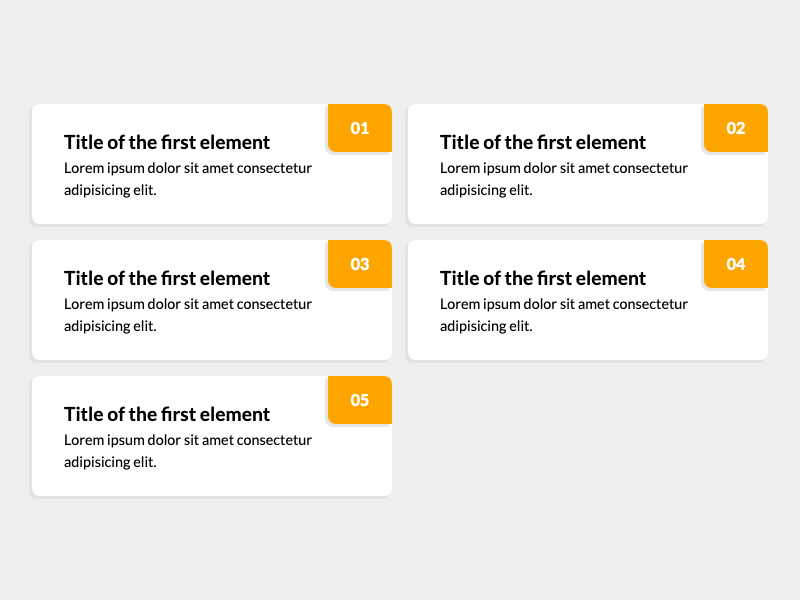 Title of the first element
01
Lorem ipsum dolor sit amet consectetur
adipisicing elit.
Title of the first element
02
Lorem ipsum dolor sit amet consectetur
adipisicing elit.
Title of the first element
03
Lorem ipsum dolor sit amet consectetur
adipisicing elit.
Title of the first element
04
Lorem ipsum dolor sit amet consectetur
adipisicing elit.
Title of the first element
05
Lorem ipsum dolor sit amet consectetur
adipisicing elit.